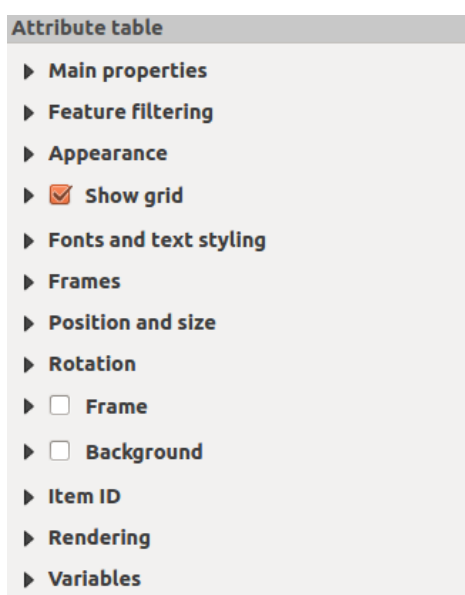 Attribute table
Main properties
Feature filtering
Appearance
Show grid
Fonts and text styling
Frames
Position and size
Rotation
Frame
Background
Item ID
Rendering
Variables